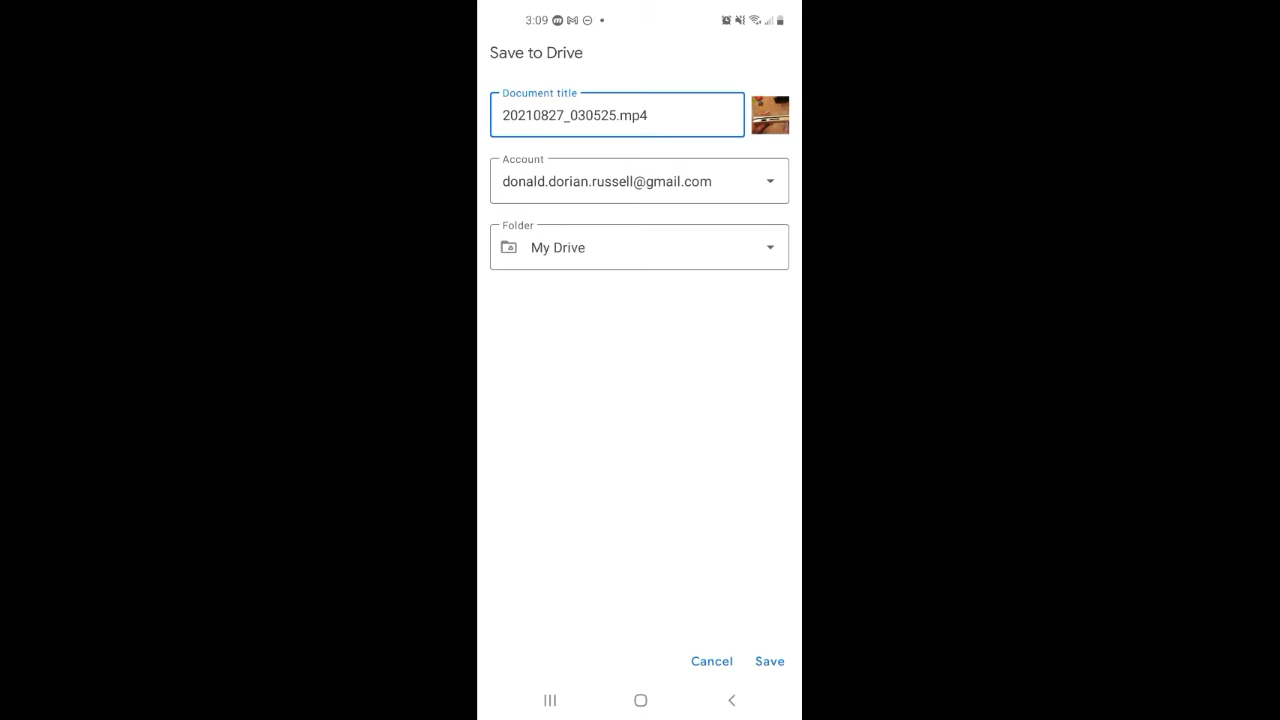 3:09
Save to Drive
Document title
20210827_030525.mp4
Account
donald.dorian.russell@gmail.com
Folder
My Drive
Cancel Save